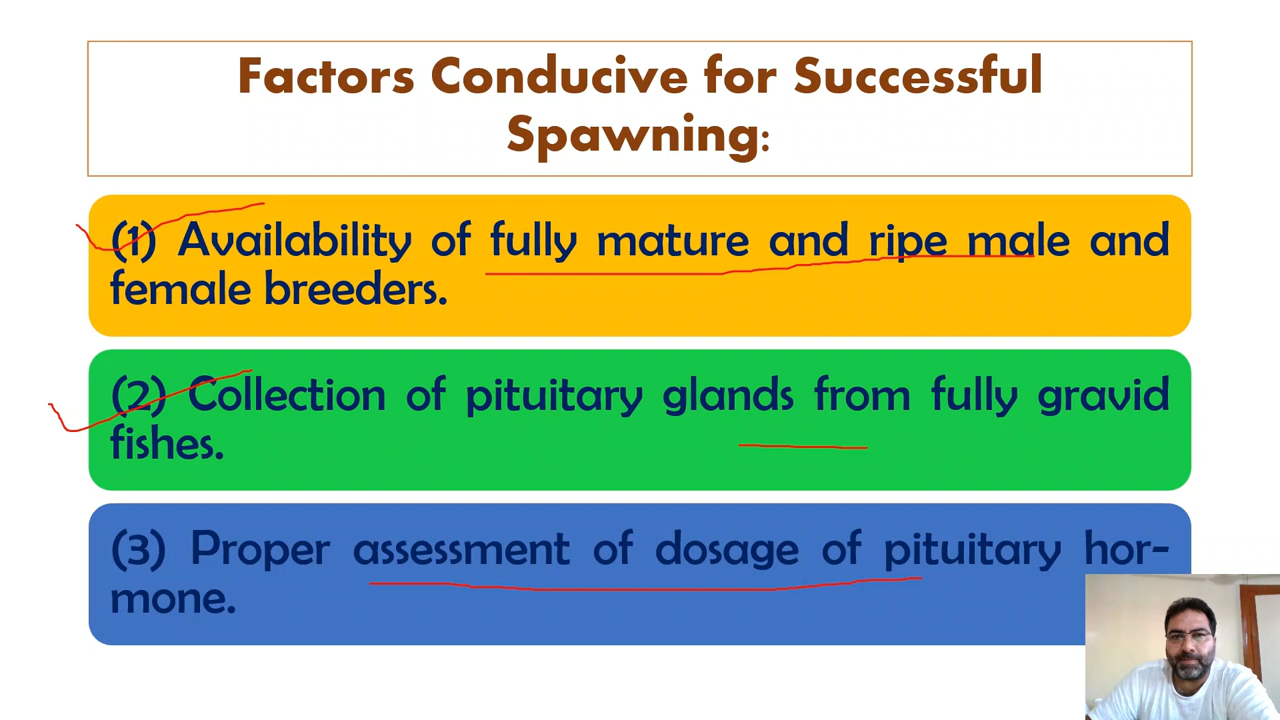 Factors Conducive for Successful
Spawning:
(1) Availability of fully mature and ripe male and
female breeders.
(2) Collection of pituitary glands from fully gravid
fishes.
(3) Proper assessment of dosage of pituitary hor-
mone.